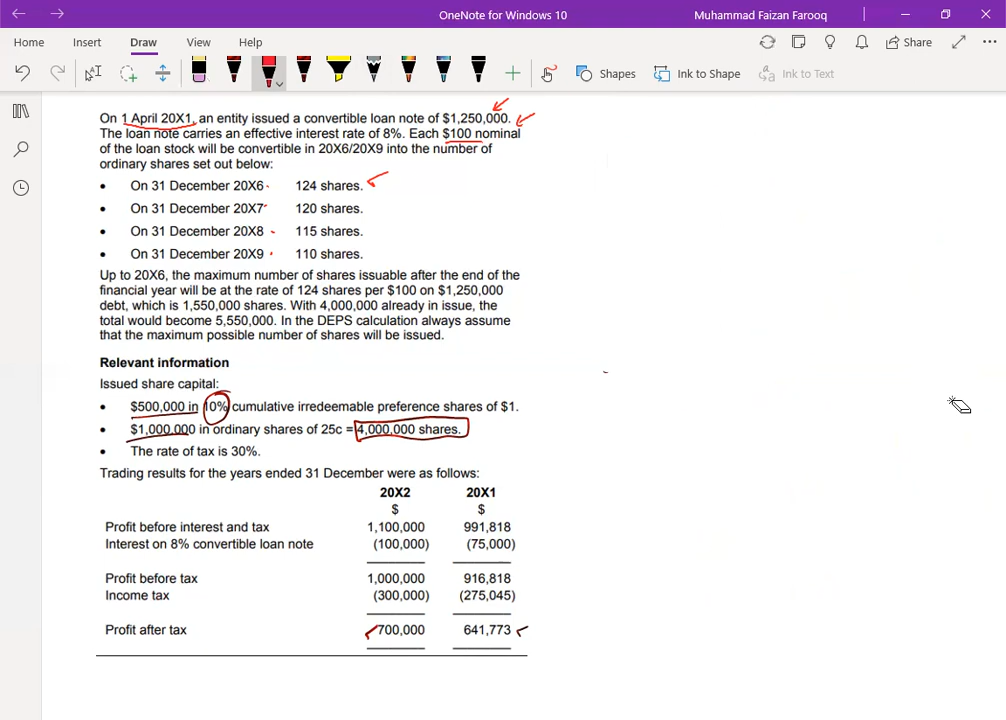 OneNote for Windows 10
Muhammad Faizan Farooq
Home Insert Draw View Help
Share
Shapes Ink to Shape Ink to Text
On 1 April 20X1, an entity issued a convertible loan note of $1,250,000.
The loan note carries an effective interest rate of 8%. Each $100 nominal
of the loan stock will be convertible in 20X6/20X9 into the number of
ordinary shares set out below:
• On 31 December 20X6 124 shares.
• On 31 December 20X7 120 shares.
• On 31 December 20X8 115 shares.
• On 31 December 20X9 110 shares.
Up to 20X6, the maximum number of shares issuable after the end of the
financial year will be at the rate of 124 shares per $100 on $1,250,000
debt, which is 1,550,000 shares. With 4,000,000 already in issue, the
total would become 5,550,000. In the DEPS calculation always assume
that the maximum possible number of shares will be issued.
Relevant information
Issued share capital:
• $500,000 in 10% cumulative irredeemable preference shares of $1.
• $1,000,000 in ordinary shares of 25c = 4,000,000 shares.
• The rate of tax is 30%.
Trading results for the years ended 31 December were as follows:
20X2 20X1
$ $
Profit before interest and tax 1,100,000 991,818
Interest on 8% convertible loan note (100,000) (75,000)
Profit before tax 1,000,000 916,818
Income tax (300,000) (275,045)
Profit after tax 700,000 641,773